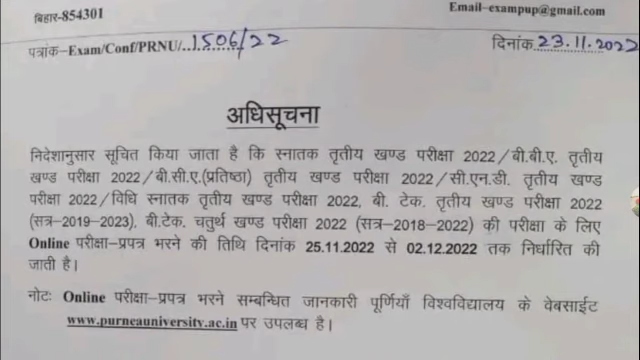 बिहार-854301
Email-exampup@gmail.com
पत्रांक-Exam/Conf/PRNU/..1506/22
दिनांक 23.11.2022
अधिसूचना
निदेशानुसार सूचित किया जाता है कि स्नातक तृतीय खण्ड परीक्षा 2022/बी.बी.ए. तृतीय
खण्ड परीक्षा 2022/बी.सी.ए.(प्रतिष्ठा) तृतीय खण्ड परीक्षा 2022/सी.एन.डी. तृतीय खण्ड
परीक्षा 2022/विधि स्नातक तृतीय खण्ड परीक्षा 2022, बी. टेक. तृतीय खण्ड परीक्षा 2022
(सत्र-2019-2023), बी.टेक. चतुर्थ खण्ड परीक्षा 2022 (सत्र-2018-2022) की परीक्षा के लिए
Online परीक्षा-प्रपत्र भरने की तिथि दिनांक 25.11.2022 से 02.12.2022 तक निर्धारित की
जाती है।
नोटः Online परीक्षा-प्रपत्र भरने सम्बन्धित जानकारी पूर्णियाँ विश्वविद्यालय के वेबसाईट
www.purneauniversity.ac.in पर उपलब्ध है।